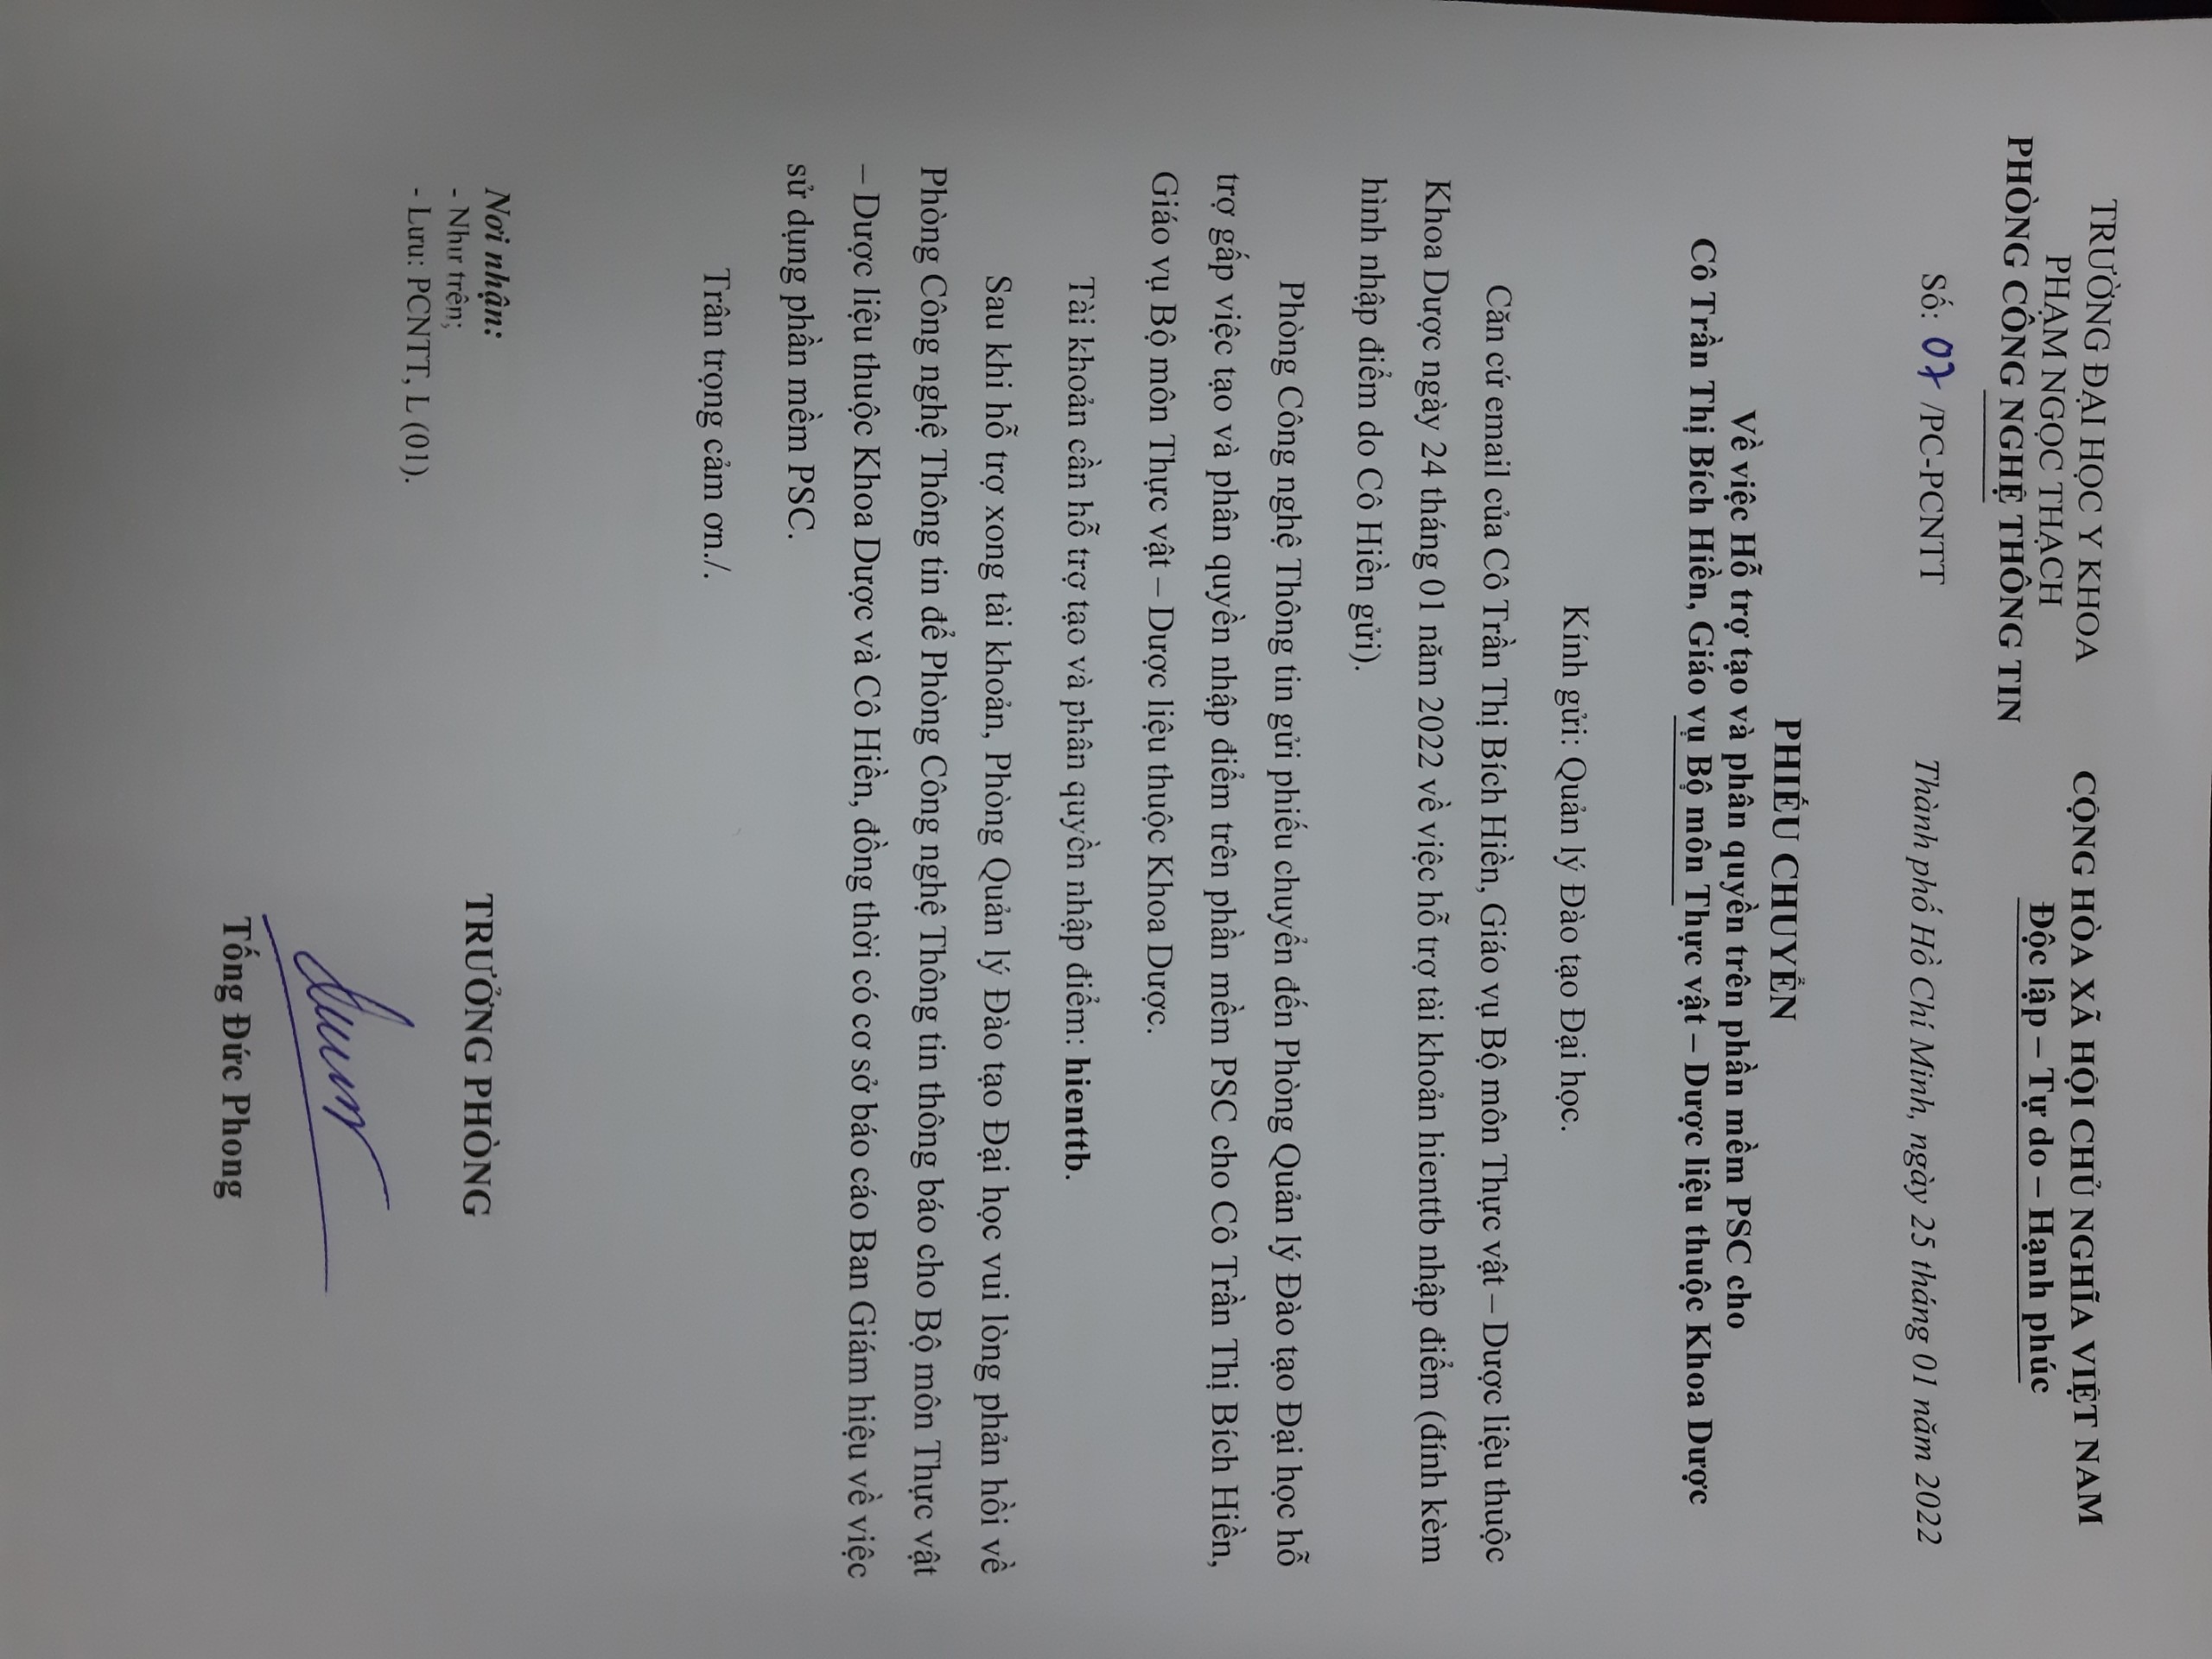 TRƯỜNG ĐẠI HỌC Y KHOA
PHẠM NGỌC THẠCH
PHÒNG CÔNG NGHỆ THÔNG TIN
CỘNG HÒA XÃ HỘI CHỦ NGHĨA VIỆT NAM
Độc lập – Tự do – Hạnh phúc
Số: 07 /PC-PCNTT
Thành phố Hồ Chí Minh, ngày 25 tháng 01 năm 2022
PHIẾU CHUYỂN
Về việc Hỗ trợ tạo và phân quyền trên phần mềm PSC cho
Cô Trần Thị Bích Hiền, Giáo vụ Bộ môn Thực vật – Dược liệu thuộc Khoa Dược
Kính gửi: Quản lý Đào tạo Đại học.
Căn cứ email của Cô Trần Thị Bích Hiền, Giáo vụ Bộ môn Thực vật – Dược liệu thuộc
Khoa Dược ngày 24 tháng 01 năm 2022 về việc hỗ trợ tài khoản hienttb nhập điểm (đính kèm
hình nhập điểm do Cô Hiền gửi).
Phòng Công nghệ Thông tin gửi phiếu chuyển đến Phòng Quản lý Đào tạo Đại học hỗ
trợ gấp việc tạo và phân quyền nhập điểm trên phần mềm PSC cho Cô Trần Thị Bích Hiền,
Giáo vụ Bộ môn Thực vật – Dược liệu thuộc Khoa Dược.
Tài khoản cần hỗ trợ tạo và phân quyền nhập điểm: hienttb.
Sau khi hỗ trợ xong tài khoản, Phòng Quản lý Đào tạo Đại học vui lòng phản hồi về
Phòng Công nghệ Thông tin để Phòng Công nghệ Thông tin thông báo cho Bộ môn Thực vật
– Dược liệu thuộc Khoa Dược và Cô Hiền, đồng thời có cơ sở báo cáo Ban Giám hiệu về việc
sử dụng phần mềm PSC.
Trân trọng cảm ơn./.
Nơi nhận:
- Như trên;
- Lưu: PCNTT, L (01).
TRƯỞNG PHÒNG
Tống Đức Phong